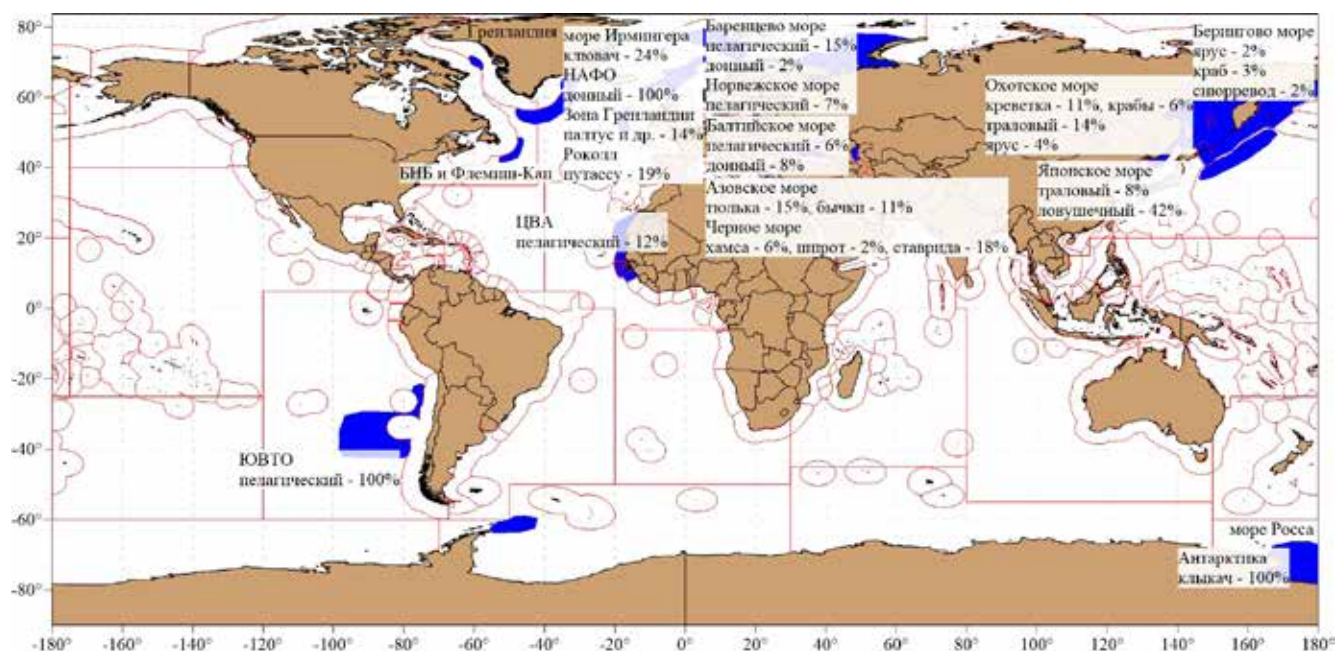 Гренландия
море Ирмингера
клювач - 24%
НАФО
донный - 100%
Зона Гренландии
палтус и др. - 14%
Роколл
путассу - 19%
БНБ и Флемиш-Кап
Баренцево море
пелагический - 15%
донный - 2%
Норвежское море
пелагический - 7%
Балтийское море
пелагический - 6%
донный - 8%
Азовское море
тюлька - 15%, бычки - 11%
Черное море
хамса - 6%, шпрот - 2%, ставрида - 18%
Берингово море
ярус - 2%
краб - 3%
снюрревод - 2%
Охотское море
креветка - 11%, крабы - 6%
траловый - 14%
ярус - 4%
Японское море
траловый - 8%
ловушечный - 42%
ЦВА
пелагический - 12%
ЮВТО
пелагический - 100%
море Росса
Антарктика
клыкач - 100%
80°
60°
40°
20°
0°
-20°
-40°
-60°
-80°
-180° -160° -140° -120° -100° -80° -60° -40° -20° 0° 20° 40° 60° 80° 100° 120° 140° 160° 180°